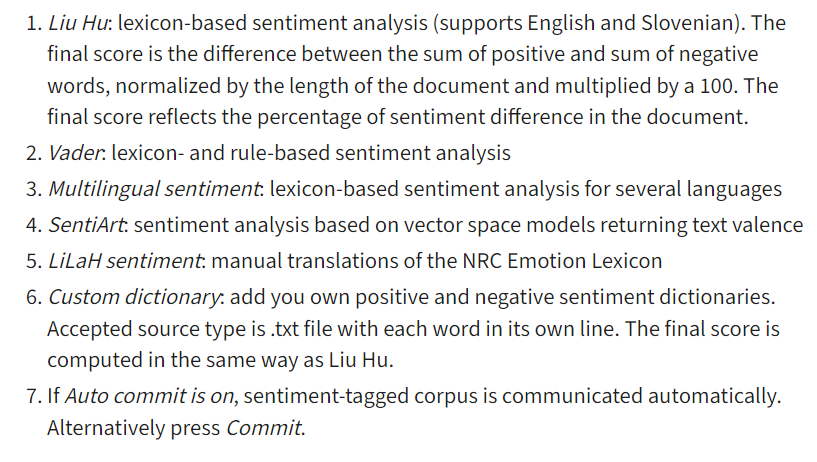 1. Liu Hu: lexicon-based sentiment analysis (supports English and Slovenian). The
final score is the difference between the sum of positive and sum of negative
words, normalized by the length of the document and multiplied by a 100. The
final score reflects the percentage of sentiment difference in the document.
2. Vader: lexicon- and rule-based sentiment analysis
3. Multilingual sentiment: lexicon-based sentiment analysis for several languages
4. SentiArt: sentiment analysis based on vector space models returning text valence
5. LiLaH sentiment: manual translations of the NRC Emotion Lexicon
6. Custom dictionary: add you own positive and negative sentiment dictionaries.
Accepted source type is .txt file with each word in its own line. The final score is
computed in the same way as Liu Hu.
7. If Auto commit is on, sentiment-tagged corpus is communicated automatically.
Alternatively press Commit.